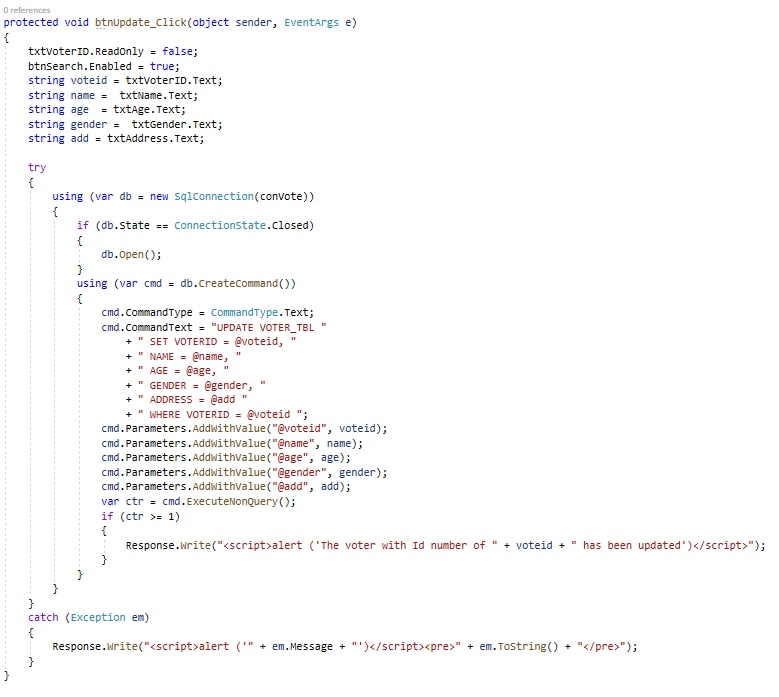 0 references
protected void btnUpdate_Click(object sender, EventArgs e)
{
    txtVoterID.ReadOnly = false;
    btnSearch.Enabled = true;
    string voteid = txtVoterID.Text;
    string name =  txtName.Text;
    string age  = txtAge.Text;
    string gender =  txtGender.Text;
    string add = txtAddress.Text;

    try
    {
        using (var db = new SqlConnection(conVote))
        {
            if (db.State == ConnectionState.Closed)
            {
                db.Open();
            }
            using (var cmd = db.CreateCommand())
            {
                cmd.CommandType = CommandType.Text;
                cmd.CommandText = "UPDATE VOTER_TBL "
                    + " SET VOTERID = @voteid, "
                    + " NAME = @name, "
                    + " AGE = @age, "
                    + " GENDER = @gender, "
                    + " ADDRESS = @add "
                    + " WHERE VOTERID = @voteid ";
                cmd.Parameters.AddWithValue("@voteid", voteid);
                cmd.Parameters.AddWithValue("@name", name);
                cmd.Parameters.AddWithValue("@age", age);
                cmd.Parameters.AddWithValue("@gender", gender);
                cmd.Parameters.AddWithValue("@add", add);
                var ctr = cmd.ExecuteNonQuery();
                if (ctr >= 1)
                {
                    Response.Write("<script>alert ('The voter with Id number of " + voteid + " has been updated')</script>");
                }
            }
        }
    }
    catch (Exception em)
    {
        Response.Write("<script>alert ('" + em.Message + "')</script><pre>" + em.ToString() + "</pre>");
    }
}